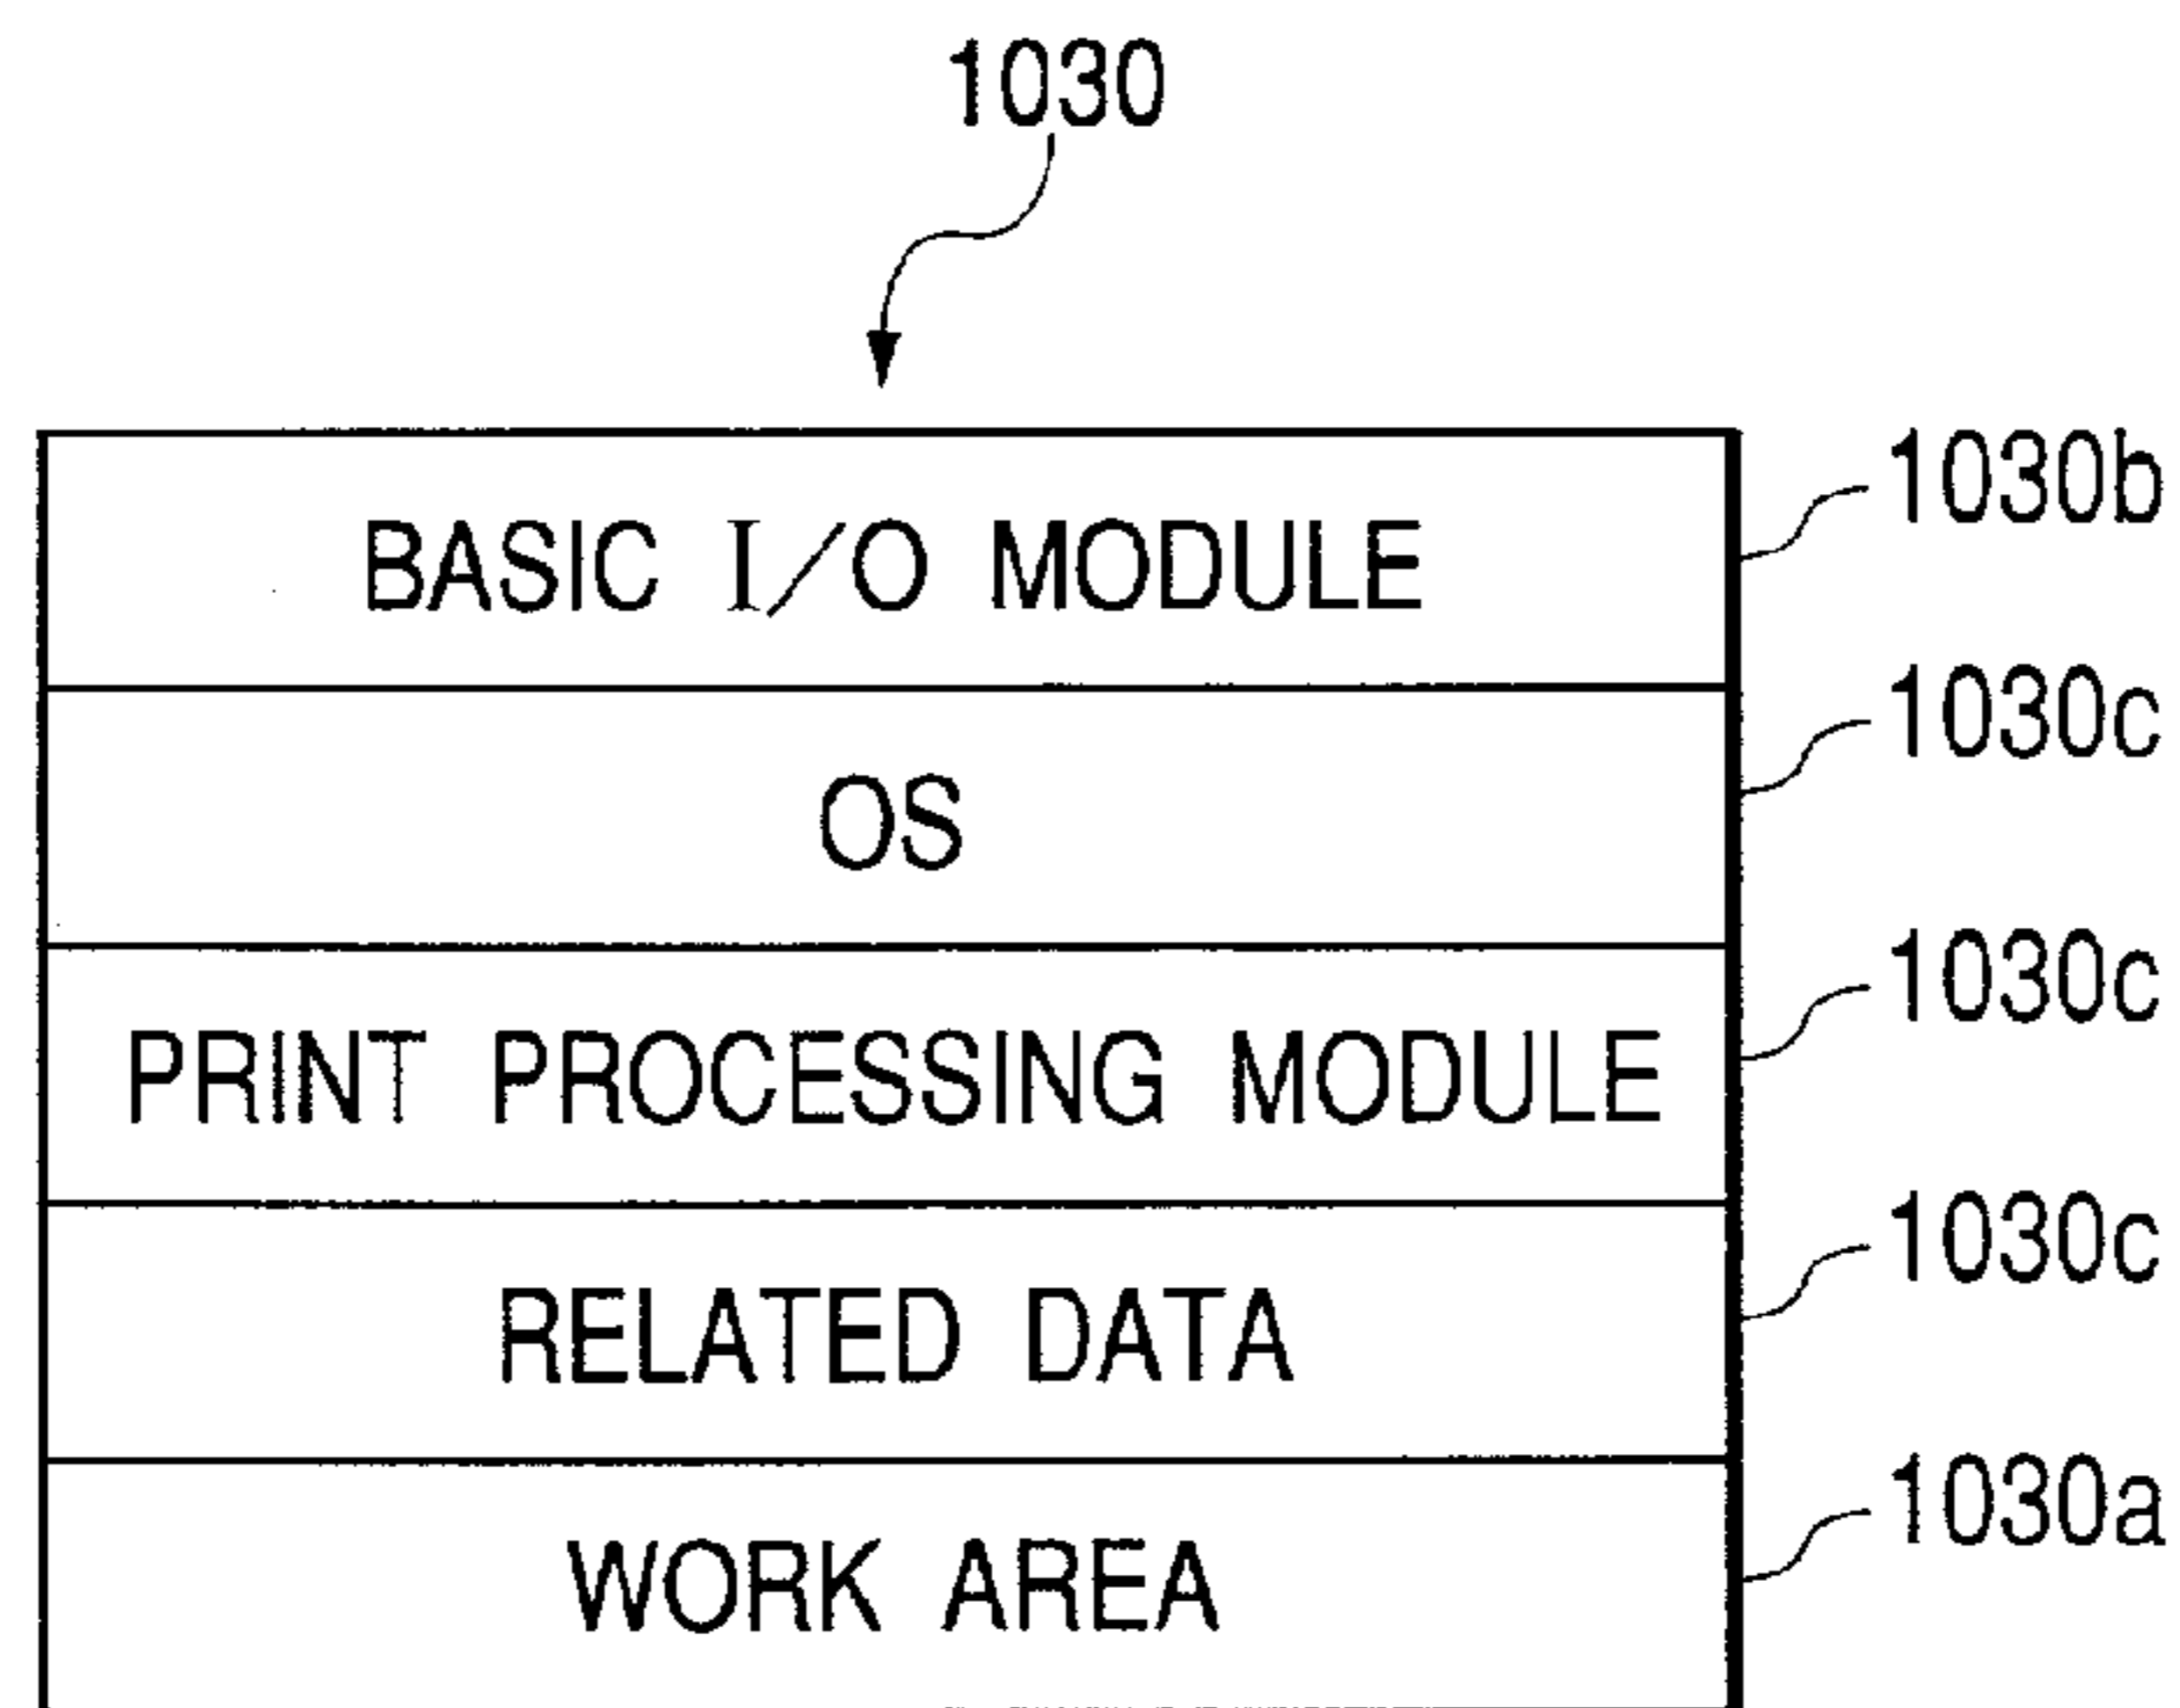 1030
BASIC I/O MODULE 1030b
OS 1030c
PRINT PROCESSING MODULE 1030c
RELATED DATA 1030c
WORK AREA 1030a